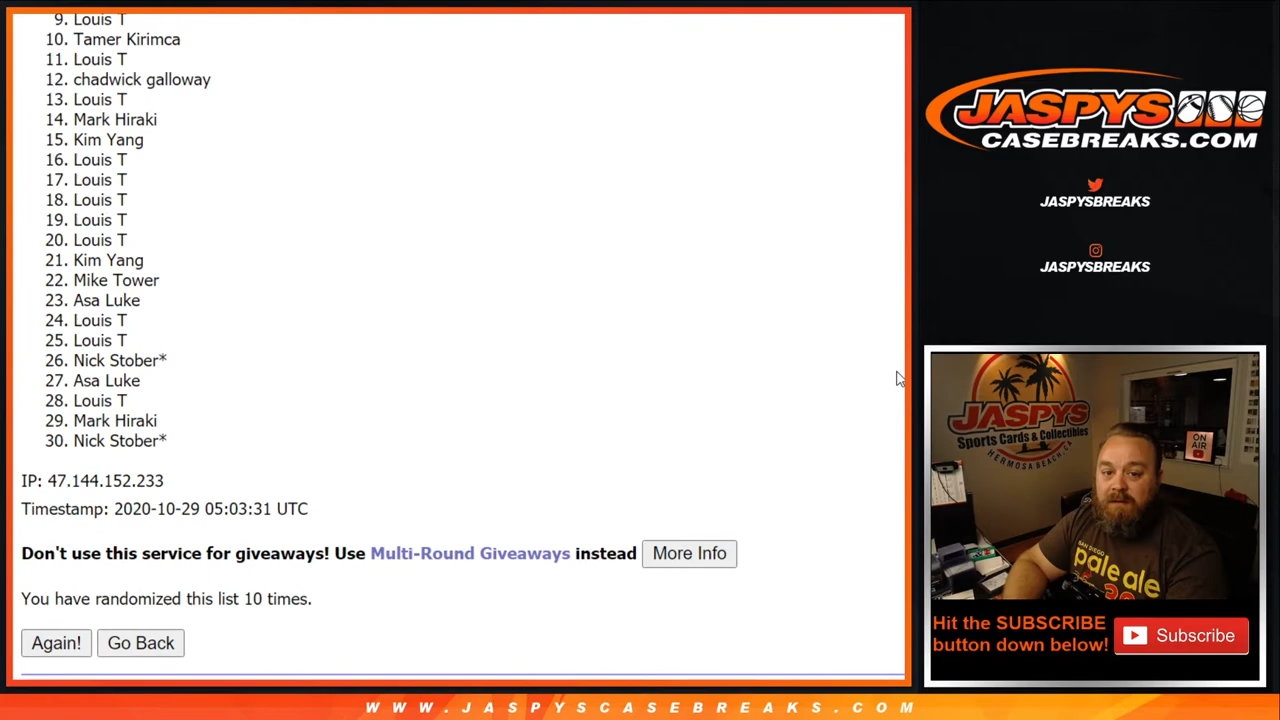 9. Louis T
10. Tamer Kirimca
11. Louis T
12. chadwick galloway
13. Louis T
14. Mark Hiraki
15. Kim Yang
16. Louis T
17. Louis T
18. Louis T
19. Louis T
20. Louis T
21. Kim Yang
22. Mike Tower
23. Asa Luke
24. Louis T
25. Louis T
26. Nick Stober*
27. Asa Luke
28. Louis T
29. Mark Hiraki
30. Nick Stober*
IP: 47.144.152.233
Timestamp: 2020-10-29 05:03:31 UTC
Don't use this service for giveaways! Use Multi-Round Giveaways instead More Info
You have randomized this list 10 times.
Again! Go Back
JASPYS
CASEBREAKS.COM
JASPYSBREAKS
JASPYSBREAKS
JASPYS
Sports Cards & Collectibles
HERMOSA BEACH, CA
ON AIR
SAN DIEGO
pale ale
Hit the SUBSCRIBE
button down below!
Subscribe
WWW.JASPYSCASEBREAKS.COM